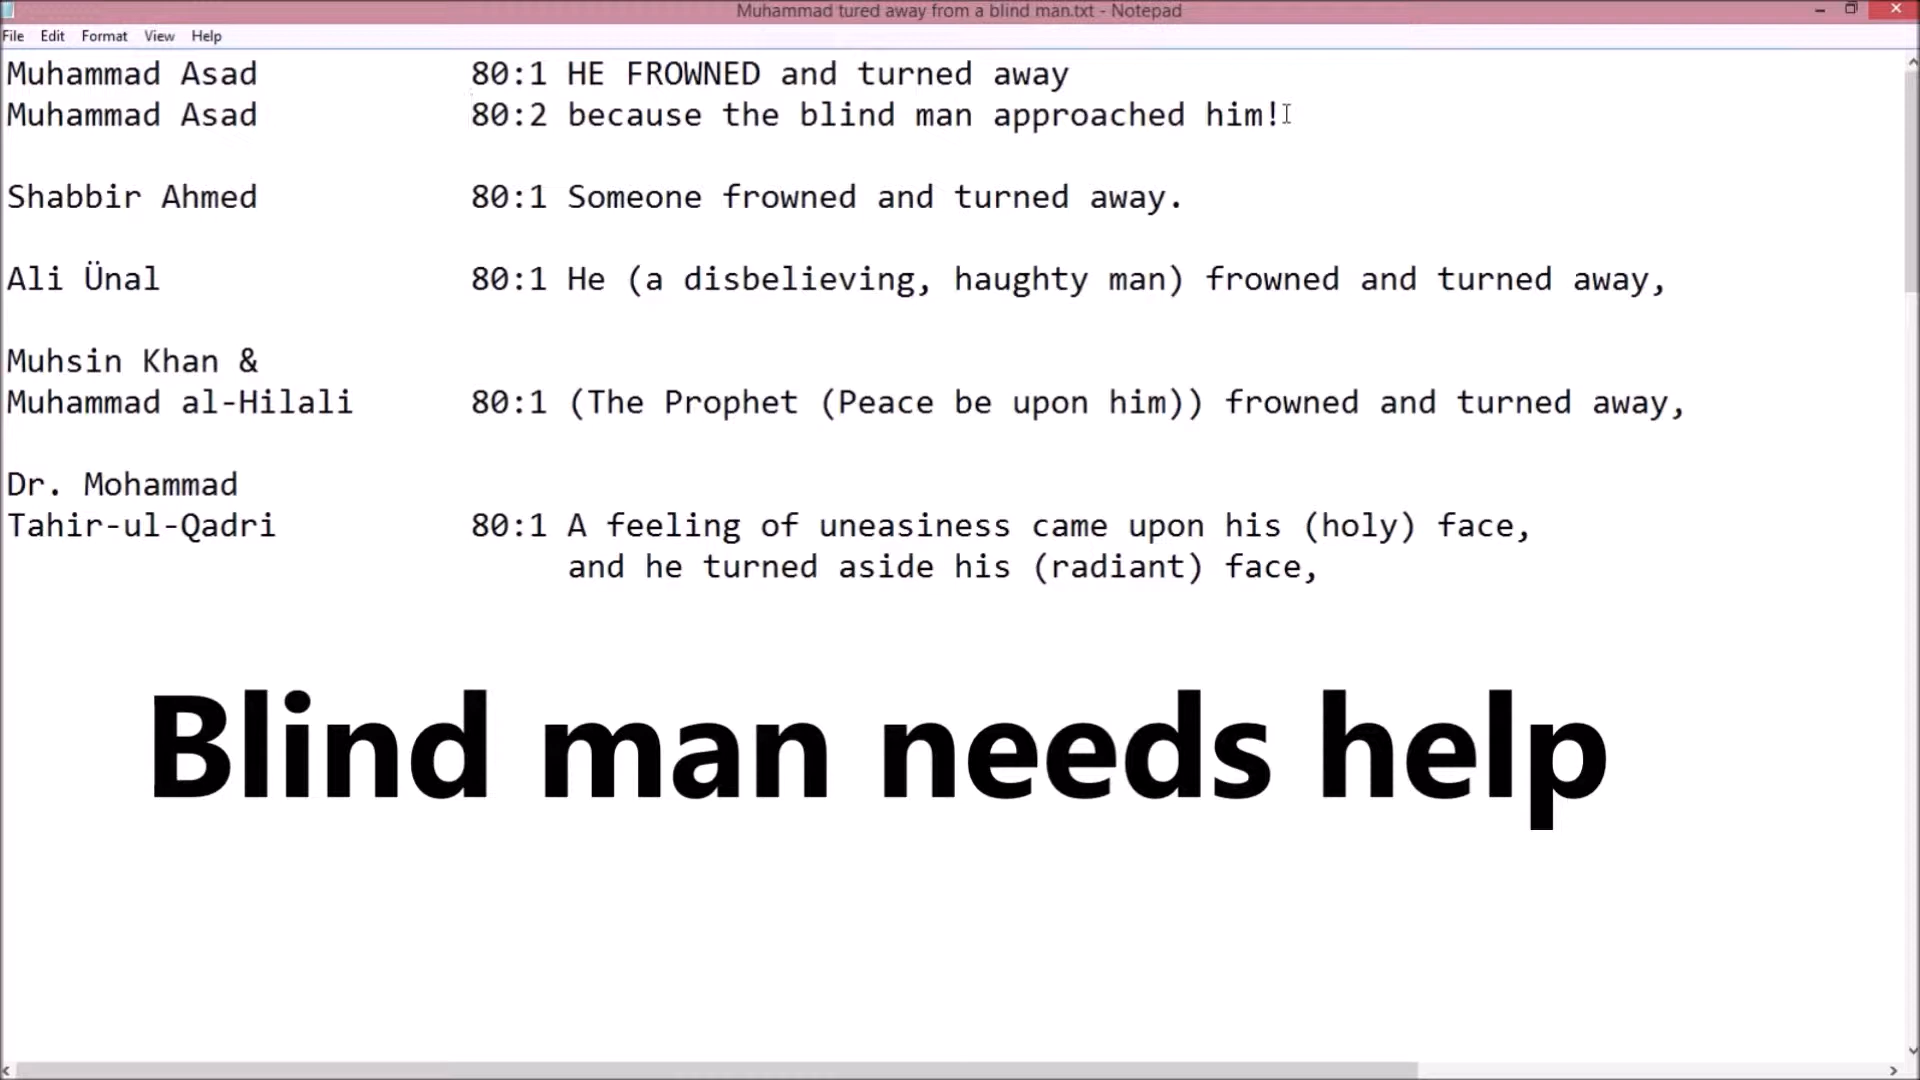 Muhammad tured away from a blind man.txt - Notepad
File Edit Format View Help
Muhammad Asad 80:1 HE FROWNED and turned away
Muhammad Asad 80:2 because the blind man approached him!
Shabbir Ahmed 80:1 Someone frowned and turned away.
Ali Ünal 80:1 He (a disbelieving, haughty man) frowned and turned away,
Muhsin Khan &
Muhammad al-Hilali 80:1 (The Prophet (Peace be upon him)) frowned and turned away,
Dr. Mohammad
Tahir-ul-Qadri 80:1 A feeling of uneasiness came upon his (holy) face,
and he turned aside his (radiant) face,
Blind man needs help